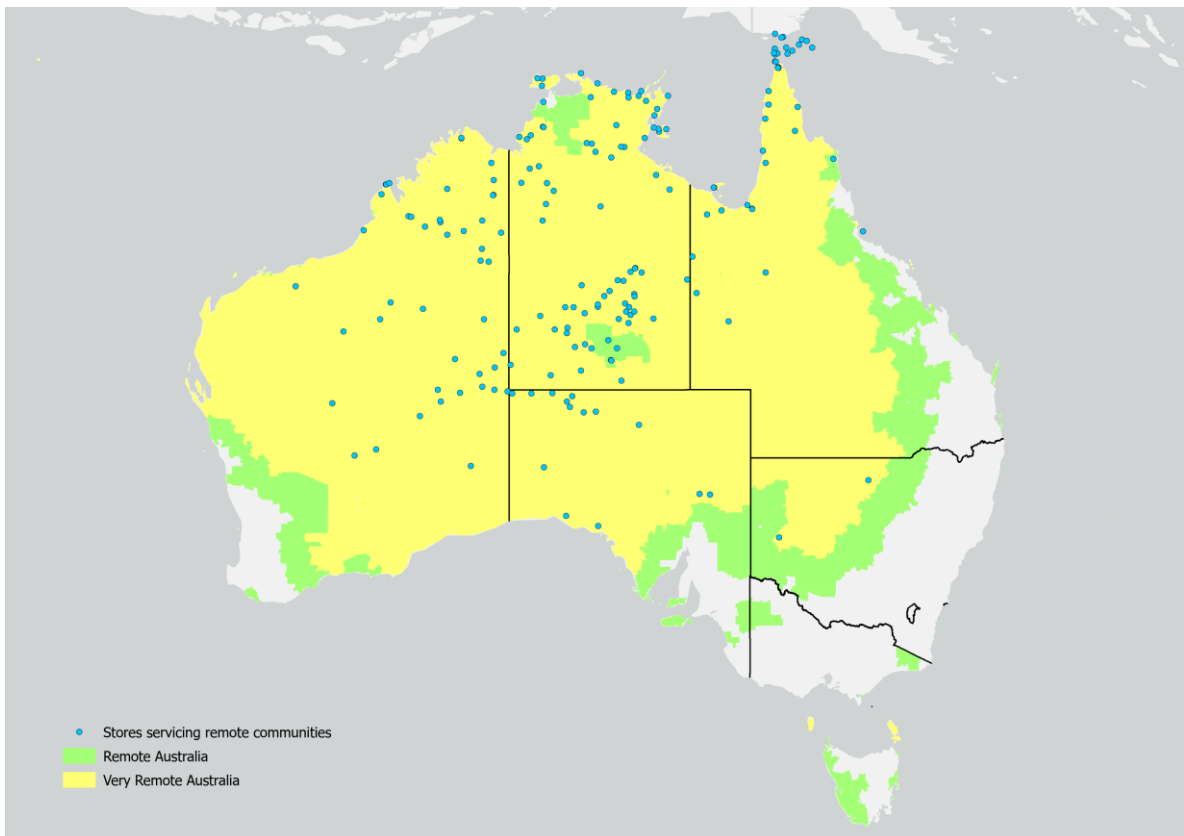 Stores servicing remote communities
Remote Australia
Very Remote Australia